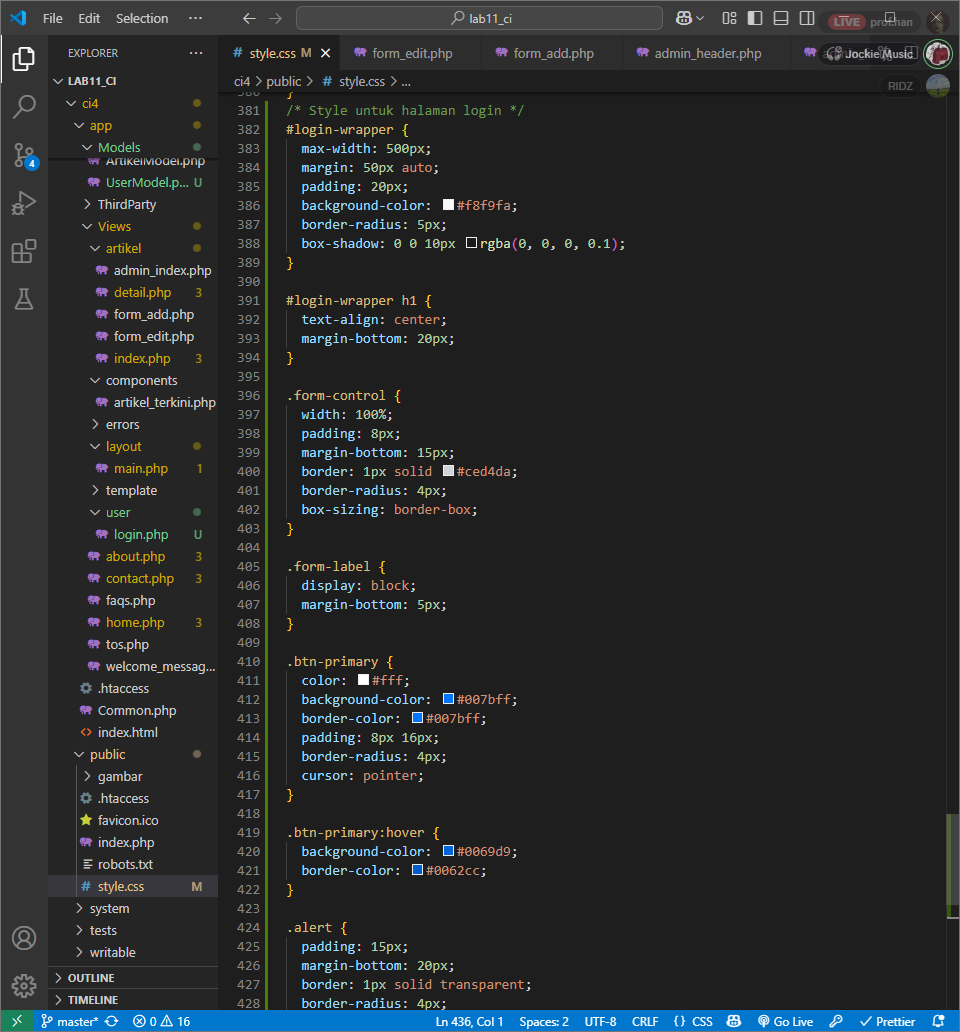 File Edit Selection ··· lab11_ci
LIVE prof.han
EXPLORER ···
style.css M
form_edit.php
form_add.php
admin_header.php
Jockie Music
LAB11_CI
ci4 > public > # style.css > ...
RIDZ
ci4
app
Models
ArtikelModel.php
UserModel.p... U
ThirdParty
Views
artikel
admin_index.php
detail.php 3
form_add.php
form_edit.php
index.php 3
components
artikel_terkini.php
errors
layout
main.php 1
template
user
login.php U
about.php 3
contact.php 3
faqs.php
home.php 3
tos.php
welcome_messag...
.htaccess
Common.php
index.html
public
gambar
.htaccess
favicon.ico
index.php
robots.txt
# style.css M
system
tests
writable
OUTLINE
TIMELINE
4
380 }
381 /* Style untuk halaman login */
382 #login-wrapper {
383 max-width: 500px;
384 margin: 50px auto;
385 padding: 20px;
386 background-color: #f8f9fa;
387 border-radius: 5px;
388 box-shadow: 0 0 10px rgba(0, 0, 0, 0.1);
389 }
390
391 #login-wrapper h1 {
392 text-align: center;
393 margin-bottom: 20px;
394 }
395
396 .form-control {
397 width: 100%;
398 padding: 8px;
399 margin-bottom: 15px;
400 border: 1px solid #ced4da;
401 border-radius: 4px;
402 box-sizing: border-box;
403 }
404
405 .form-label {
406 display: block;
407 margin-bottom: 5px;
408 }
409
410 .btn-primary {
411 color: #fff;
412 background-color: #007bff;
413 border-color: #007bff;
414 padding: 8px 16px;
415 border-radius: 4px;
416 cursor: pointer;
417 }
418
419 .btn-primary:hover {
420 background-color: #0069d9;
421 border-color: #0062cc;
422 }
423
424 .alert {
425 padding: 15px;
426 margin-bottom: 20px;
427 border: 1px solid transparent;
428 border-radius: 4px;
master* 0 16 Ln 436, Col 1 Spaces: 2 UTF-8 CRLF {} CSS Go Live Prettier